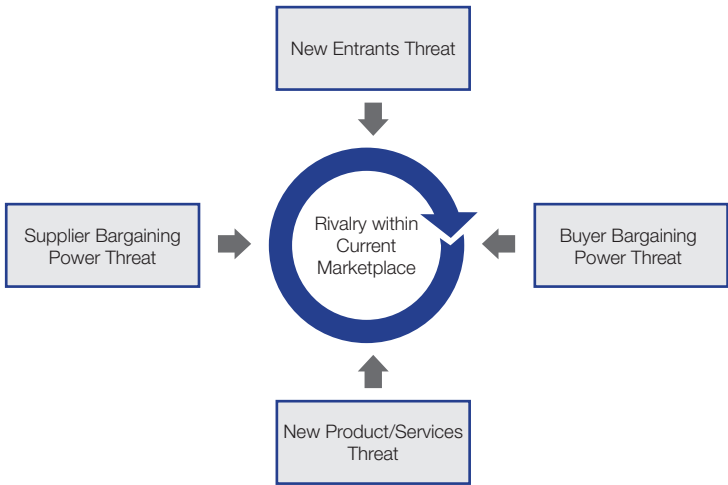 New Entrants Threat
Supplier Bargaining
Power Threat
Rivalry within
Current
Marketplace
Buyer Bargaining
Power Threat
New Product/Services
Threat